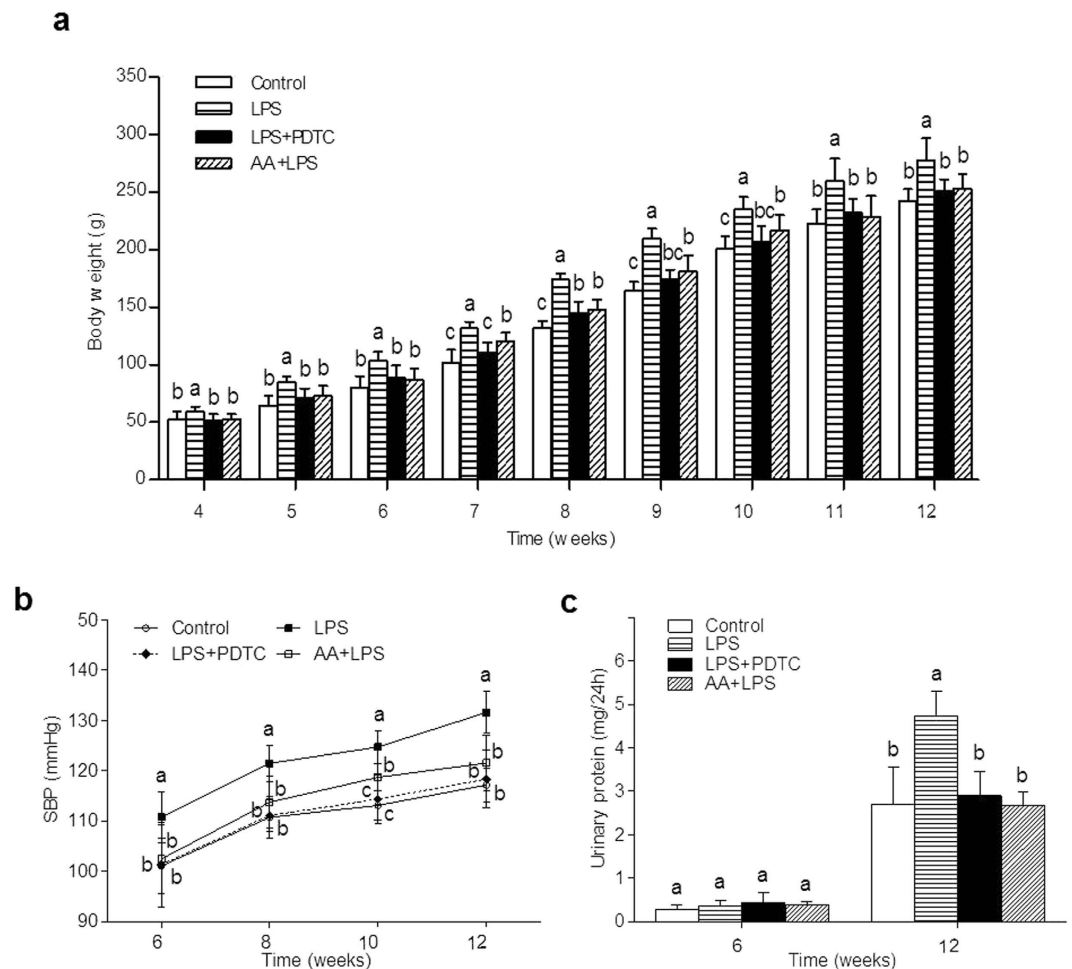 a
350
300
250
200
150
100
50
0
Body weight (g)
Control
LPS
LPS+PDTC
AA+LPS
b a b b
b a b b
b a b b
c a c b
c a b b
c a bc b
c a bc b
b a b b
b a b b
4 5 6 7 8 9 10 11 12
Time (weeks)
b
150
140
130
120
110
100
90
SBP (mmHg)
Control LPS
LPS+PDTC AA+LPS
a a a a
b b b b
b b c b
b b c b
6 8 10 12
Time (weeks)
c
6
5
4
3
2
1
0
Urinary protein (mg/24h)
Control
LPS
LPS+PDTC
AA+LPS
a a a a
b a b b
6 12
Time (weeks)